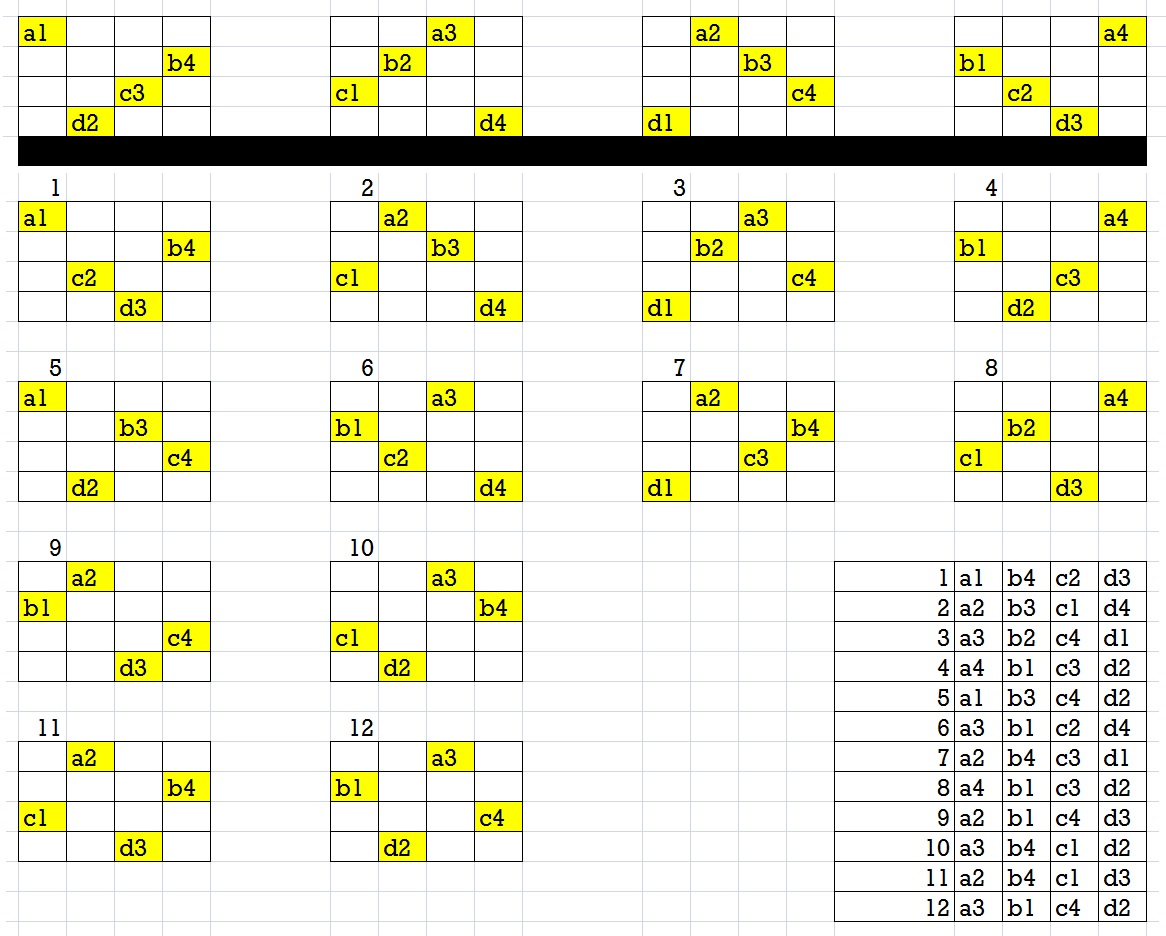 a1 a3 a2 a4
b4 b2 b3 b1
c3 c1 c4 c2
d2 d4 d1 d3
1 2 3 4
a1 a2 a3 a4
b4 b3 b2 b1
c2 c1 c4 c3
d3 d4 d1 d2
5 6 7 8
a1 a3 a2 a4
b3 b1 b4 b2
c4 c2 c3 c1
d2 d4 d1 d3
9 10
a2 a3 1 a1 b4 c2 d3
b1 b4 2 a2 b3 c1 d4
c4 c1 3 a3 b2 c4 d1
d3 d2 4 a4 b1 c3 d2
5 a1 b3 c4 d2
11 12 6 a3 b1 c2 d4
a2 a3 7 a2 b4 c3 d1
b4 b1 8 a4 b1 c3 d2
c1 c4 9 a2 b1 c4 d3
d3 d2 10 a3 b4 c1 d2
11 a2 b4 c1 d3
12 a3 b1 c4 d2